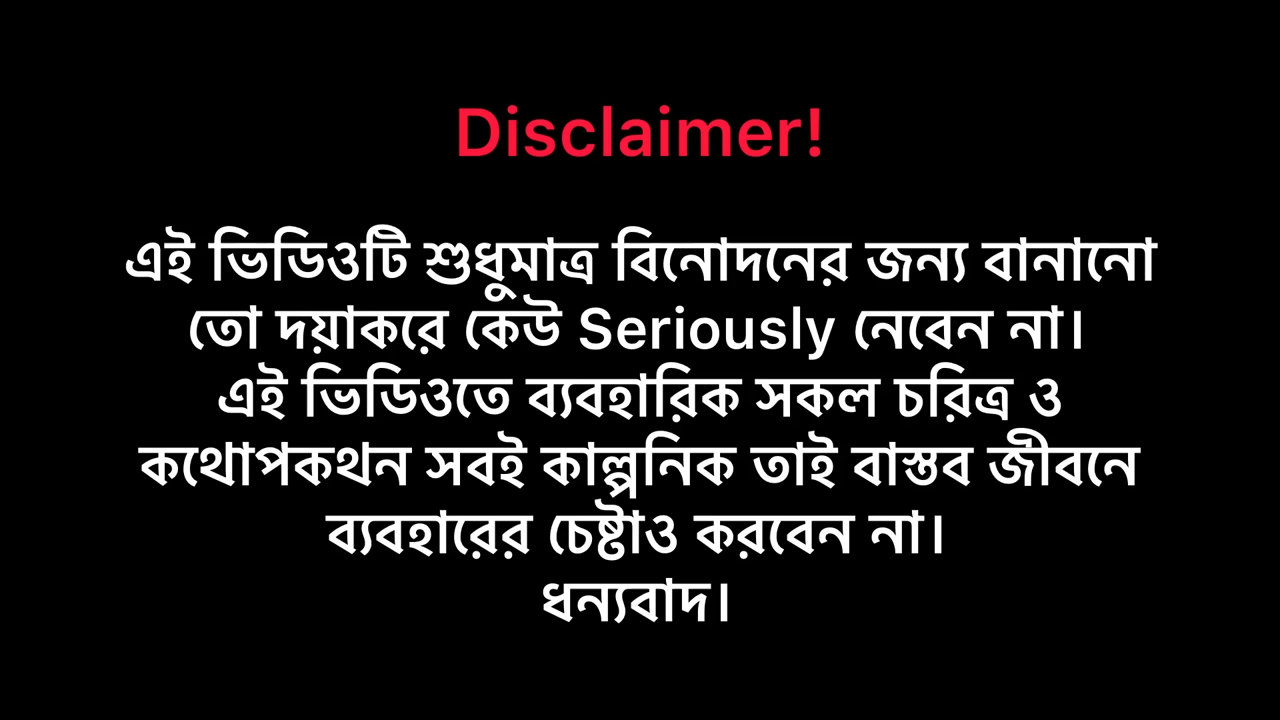 Disclaimer!
এই ভিডিওটি শুধুমাত্র বিনোদনের জন্য বানানো
তো দয়াকরে কেউ Seriously নেবেন না।
এই ভিডিওতে ব্যবহারিক সকল চরিত্র ও
কথোপকথন সবই কাল্পনিক তাই বাস্তব জীবনে
ব্যবহারের চেষ্টাও করবেন না।
ধন্যবাদ।